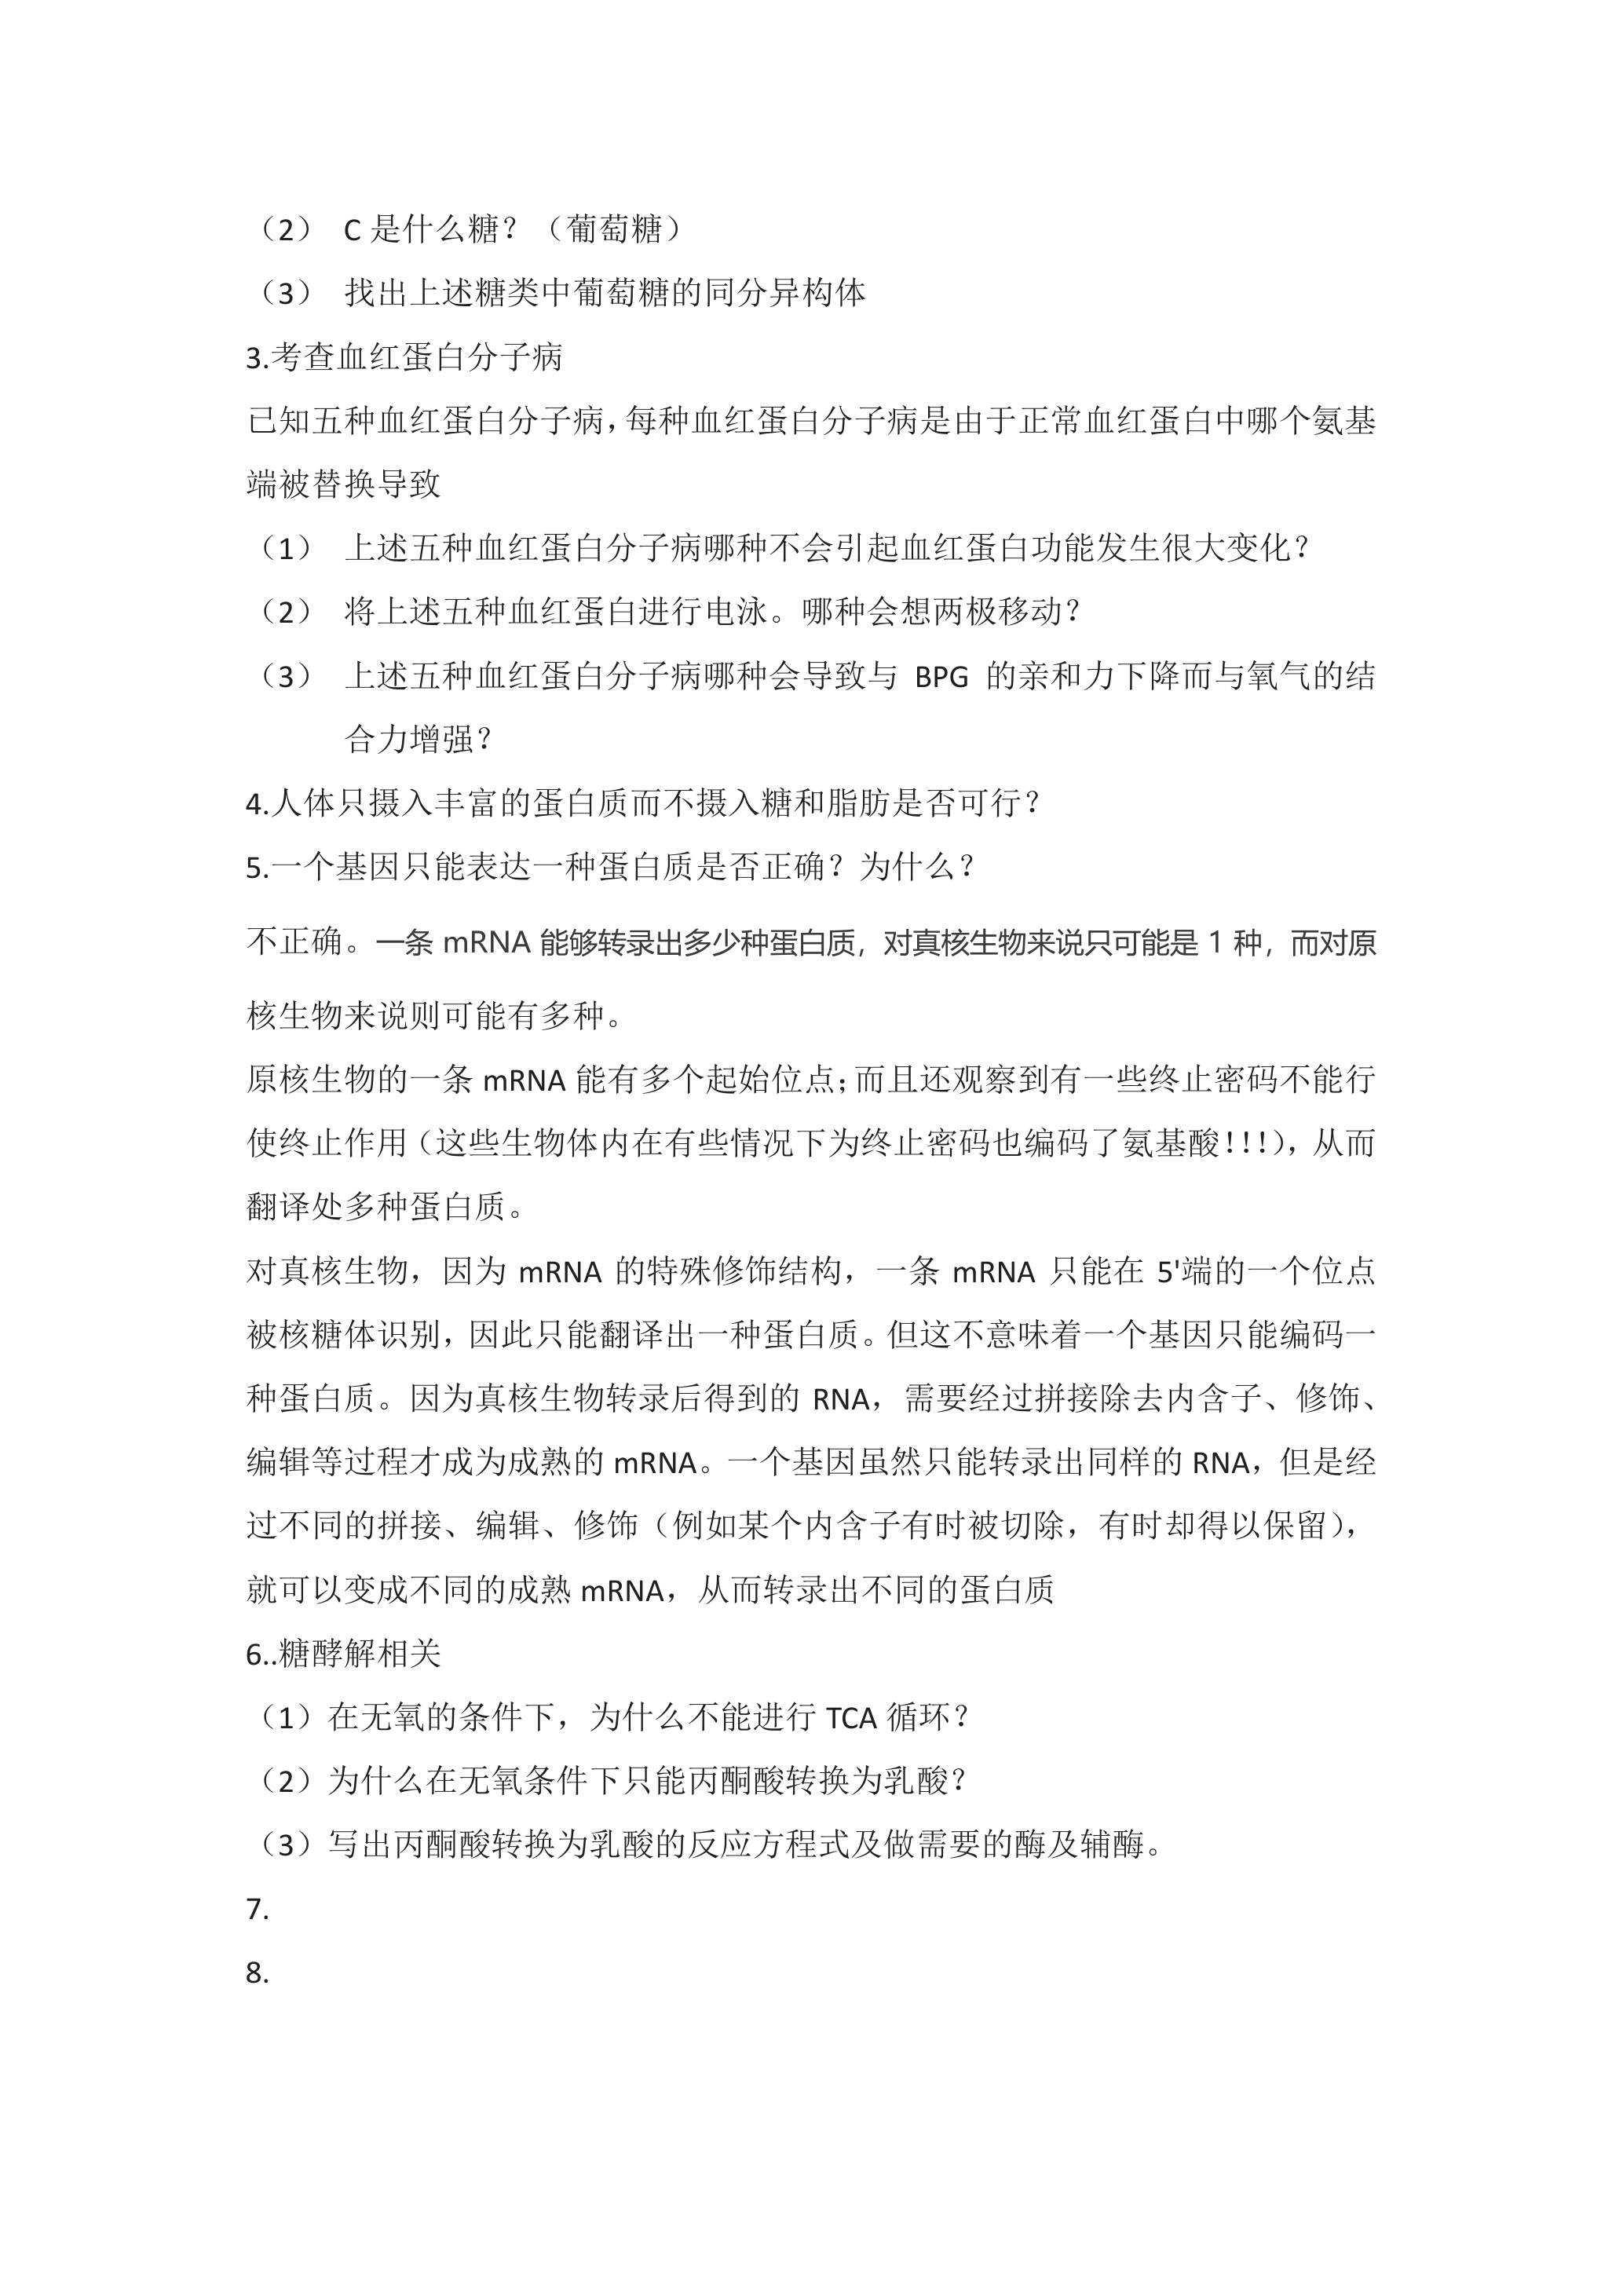 （2） C 是什么糖？（葡萄糖）
（3） 找出上述糖类中葡萄糖的同分异构体
3.考查血红蛋白分子病
已知五种血红蛋白分子病，每种血红蛋白分子病是由于正常血红蛋白中哪个氨基
端被替换导致
（1） 上述五种血红蛋白分子病哪种不会引起血红蛋白功能发生很大变化？
（2） 将上述五种血红蛋白进行电泳。哪种会想两极移动？
（3） 上述五种血红蛋白分子病哪种会导致与 BPG 的亲和力下降而与氧气的结
合力增强？
4.人体只摄入丰富的蛋白质而不摄入糖和脂肪是否可行？
5.一个基因只能表达一种蛋白质是否正确？为什么？
不正确。一条 mRNA 能够转录出多少种蛋白质，对真核生物来说只可能是 1 种，而对原
核生物来说则可能有多种。
原核生物的一条 mRNA 能有多个起始位点；而且还观察到有一些终止密码不能行
使终止作用（这些生物体内在有些情况下为终止密码也编码了氨基酸！！！），从而
翻译处多种蛋白质。
对真核生物，因为 mRNA 的特殊修饰结构，一条 mRNA 只能在 5'端的一个位点
被核糖体识别，因此只能翻译出一种蛋白质。但这不意味着一个基因只能编码一
种蛋白质。因为真核生物转录后得到的 RNA，需要经过拼接除去内含子、修饰、
编辑等过程才成为成熟的 mRNA。一个基因虽然只能转录出同样的 RNA，但是经
过不同的拼接、编辑、修饰（例如某个内含子有时被切除，有时却得以保留），
就可以变成不同的成熟 mRNA，从而转录出不同的蛋白质
6..糖酵解相关
（1）在无氧的条件下，为什么不能进行 TCA 循环？
（2）为什么在无氧条件下只能丙酮酸转换为乳酸？
（3）写出丙酮酸转换为乳酸的反应方程式及做需要的酶及辅酶。
7.
8.